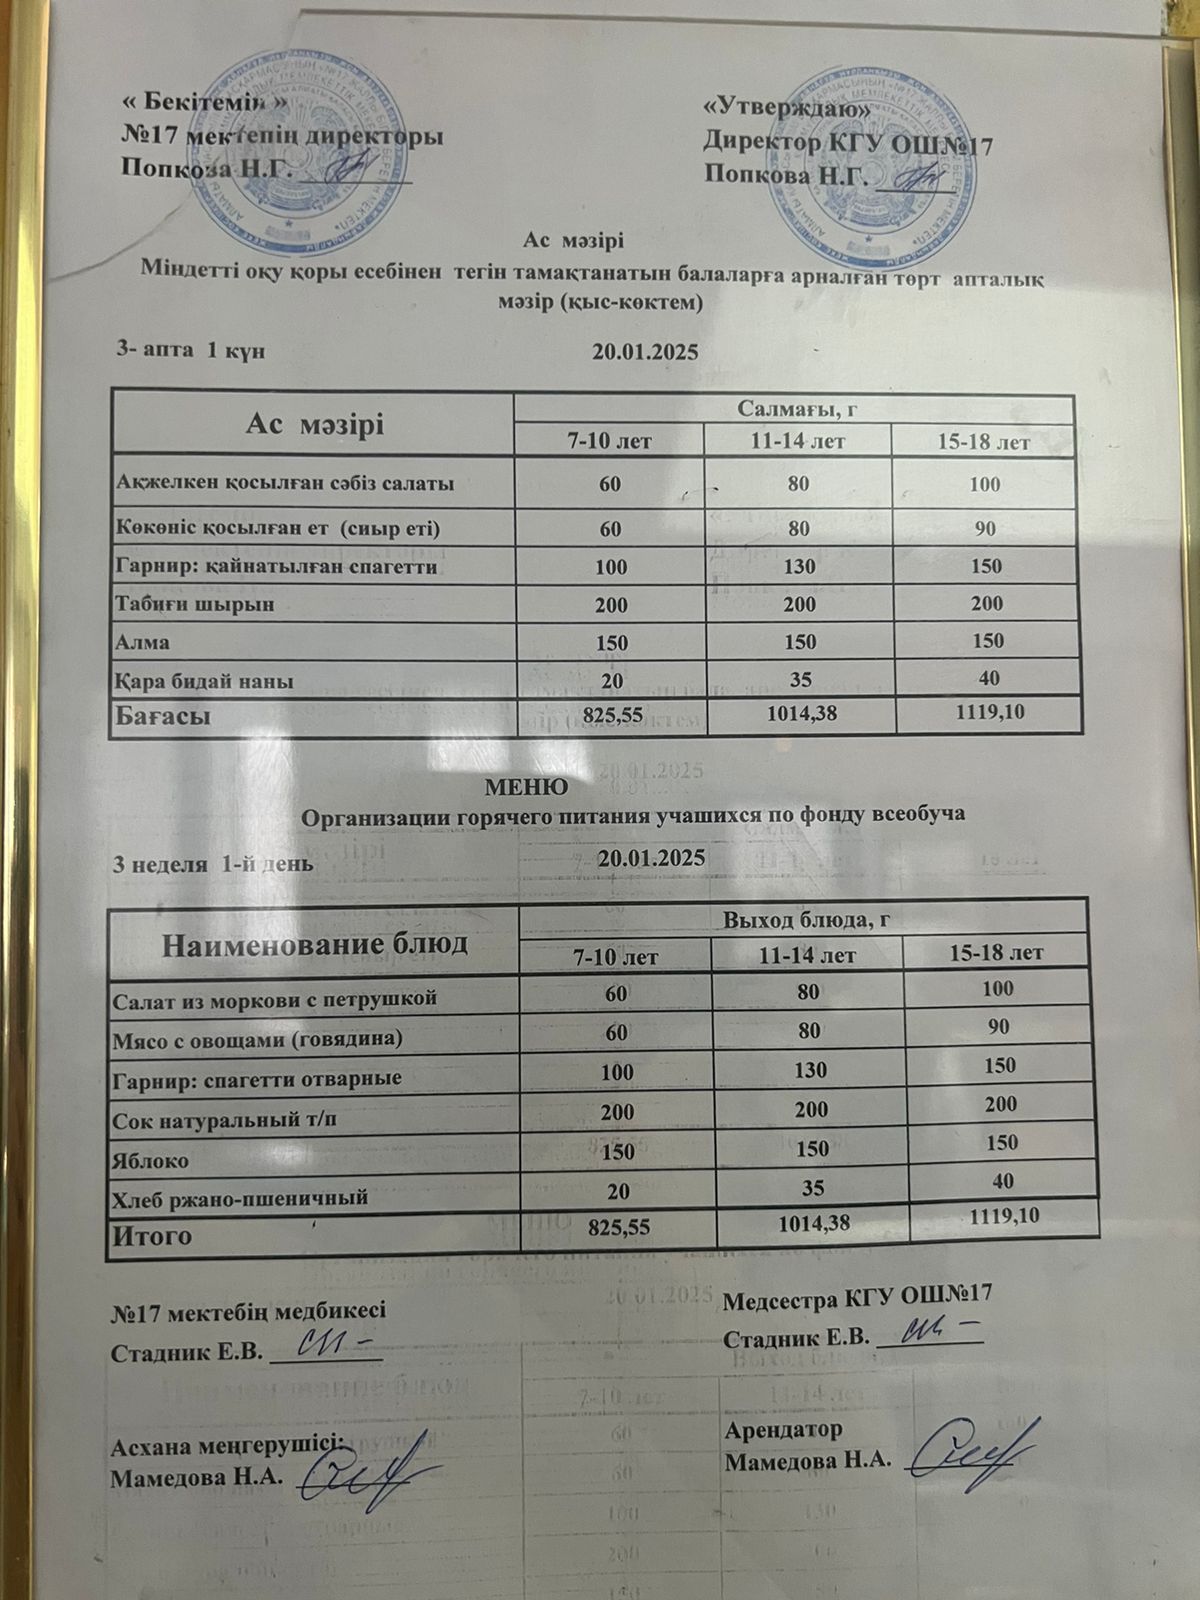 « Бекітемін »
№17 мектепің директоры
Попкова Н.Г.
«Утверждаю»
Директор КГУ ОШ№17
Попкова Н.Г.
Ас мәзірі
Міндетті оқу қоры есебінен тегін тамақтанатын балаларға арналған төрт апталық
мәзір (қыс-көктем)
3- апта 1 күн 20.01.2025
Ас мәзірі Салмағы, г
7-10 лет 11-14 лет 15-18 лет
Ақжелкен қосылған сәбіз салаты 60 80 100
Көкөніс қосылған ет (сиыр еті) 60 80 90
Гарнир: қайнатылған спагетти 100 130 150
Табиғи шырын 200 200 200
Алма 150 150 150
Қара бидай наны 20 35 40
Бағасы 825,55 1014,38 1119,10
МЕНЮ
Организации горячего питания учашихся по фонду всеобуча
3 неделя 1-й день 20.01.2025
Наименование блюд Выход блюда, г
7-10 лет 11-14 лет 15-18 лет
Салат из моркови с петрушкой 60 80 100
Мясо с овощами (говядина) 60 80 90
Гарнир: спагетти отварные 100 130 150
Сок натуральный т/п 200 200 200
Яблоко 150 150 150
Хлеб ржано-пшеничный 20 35 40
Итого 825,55 1014,38 1119,10
№17 мектебің медбикесі
Стадник Е.В.
Медсестра КГУ ОШ№17
Стадник Е.В.
Асхана меңгерушісі:
Мамедова Н.А.
Арендатор
Мамедова Н.А.